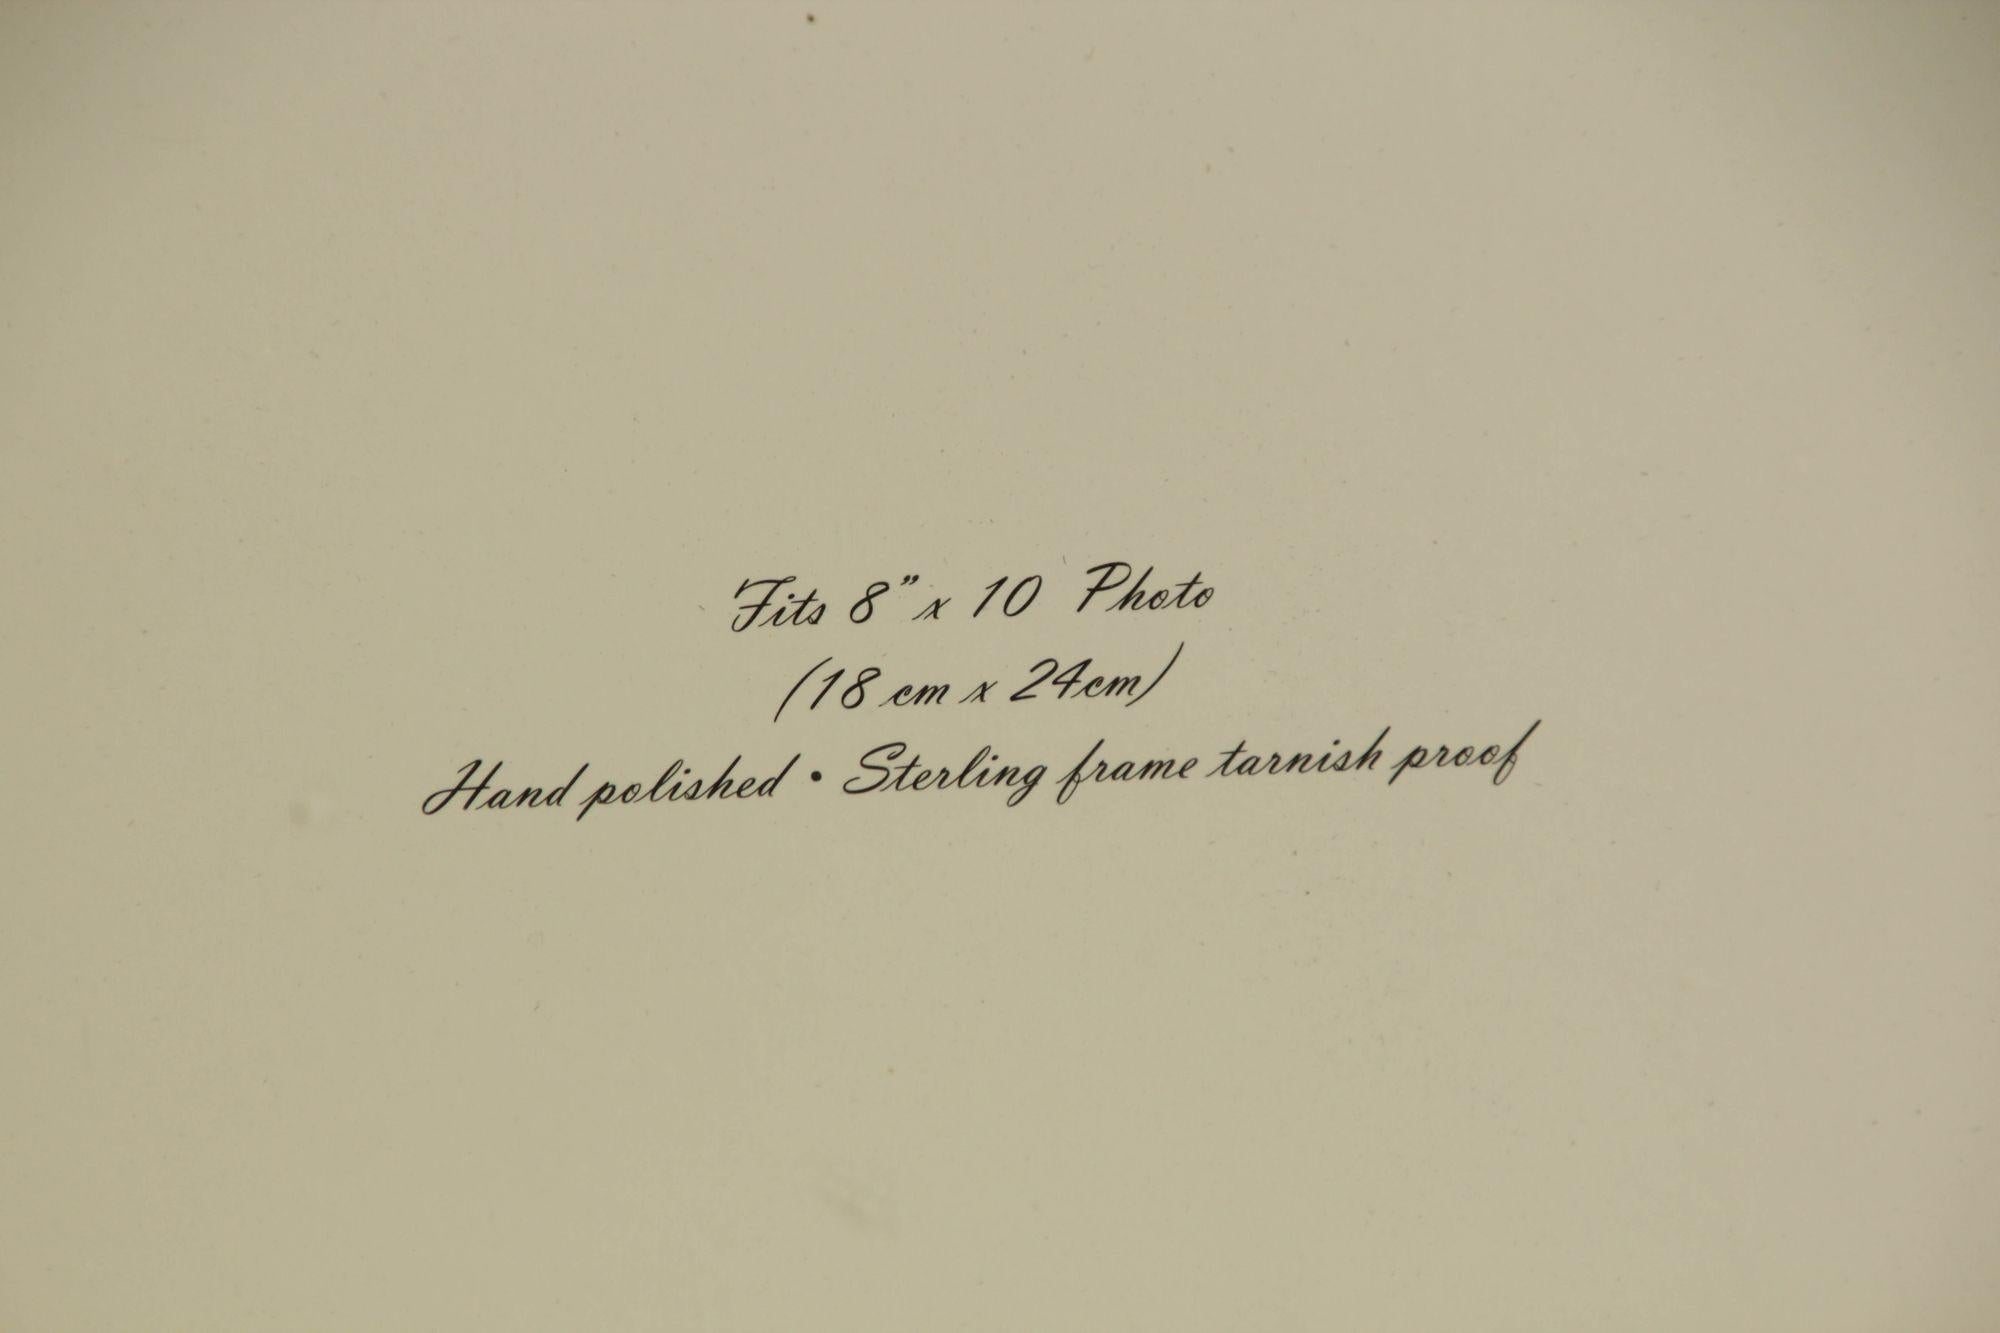 Fits 8” x 10 Photo
(18 cm x 24cm)
Hand polished • Sterling frame tarnish proof